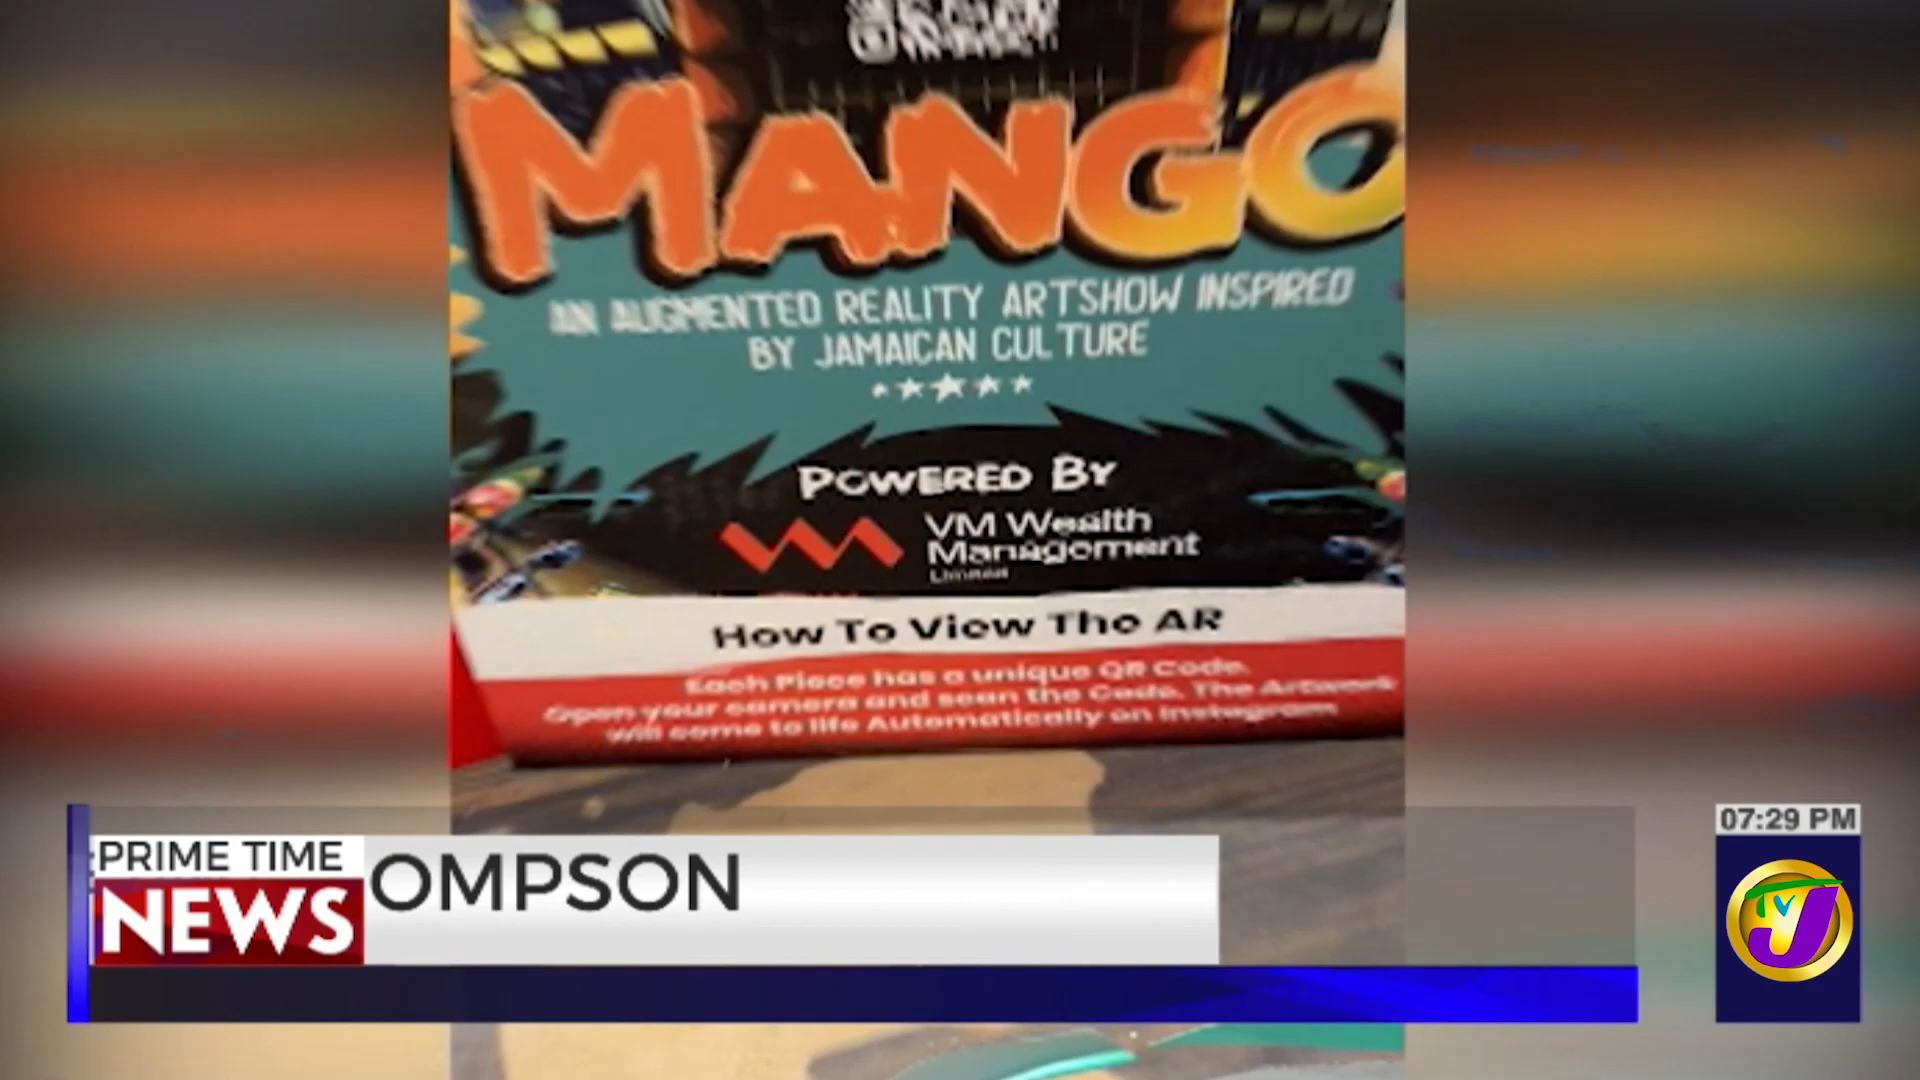 MANGO
AN AUGMENTED REALITY ARTSHOW INSPIRED
BY JAMAICAN CULTURE
POWERED BY
VM Wealth
Management
Limited
How To View The AR
Each Piece has a unique QR Code.
Open your camera and scan the Code. The Artwork
will come to life Automatically on Instagram
PRIME TIME
NEWS
OMPSON
07:29 PM
TVJ